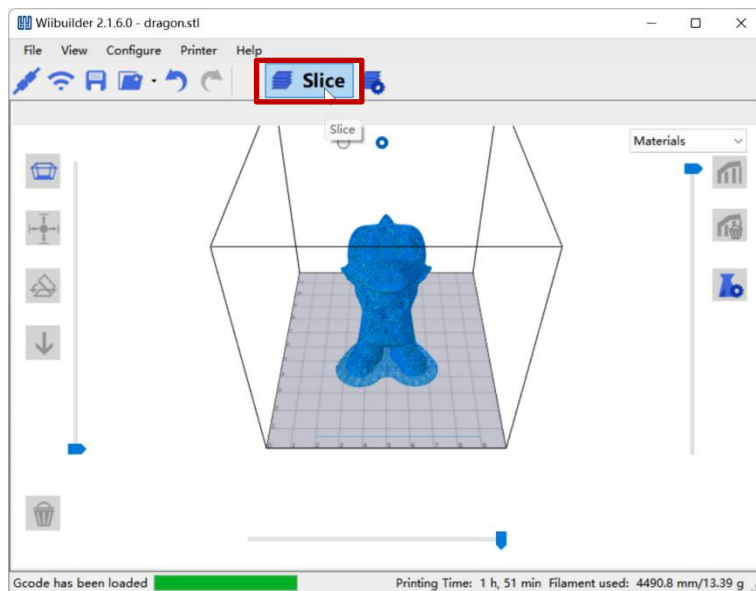 Wiibuilder 2.1.6.0 - dragon.stl
File View Configure Printer Help
Slice
Slice
Materials
Gcode has been loaded Printing Time: 1 h, 51 min Filament used: 4490.8 mm/13.39 g